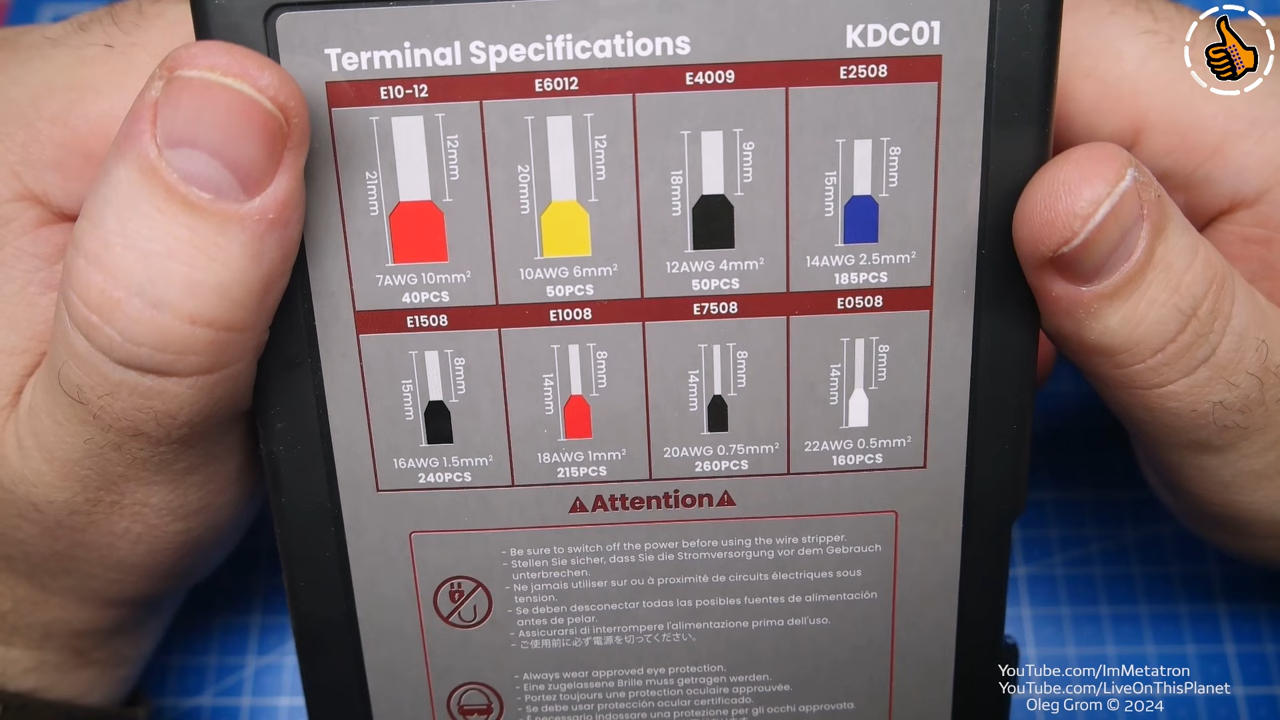 Terminal Specifications KDC01
E10-12 E6012 E4009 E2508
21mm 12mm 20mm 12mm 18mm 9mm 15mm 8mm
7AWG 10mm² 10AWG 6mm² 12AWG 4mm² 14AWG 2.5mm²
40PCS 50PCS 50PCS 185PCS
E1508 E1008 E7508 E0508
15mm 8mm 14mm 8mm 14mm 8mm 14mm 8mm
16AWG 1.5mm² 18AWG 1mm² 20AWG 0.75mm² 22AWG 0.5mm²
240PCS 215PCS 260PCS 160PCS
Attention
- Be sure to switch off the power before using the wire stripper.
- Stellen Sie sicher, dass Sie die Stromversorgung vor dem Gebrauch
unterbrechen.
- Ne jamais utiliser sur ou à proximité de circuits électriques sous
tension.
- Se deben desconectar todas las posibles fuentes de alimentación
antes de pelar.
- Assicurarsi di interrompere l'alimentazione prima dell'uso.
- ご使用前に必ず電源を切ってください。
- Always wear approved eye protection.
- Eine zugelassene Brille muss getragen werden.
- Portez toujours une protection oculaire approuvée.
- Se debe usar protección ocular certificado.
- È necessario indossare una protezione per gli occhi approvata.
YouTube.com/ImMetatron
YouTube.com/LiveOnThisPlanet
Oleg Grom © 2024